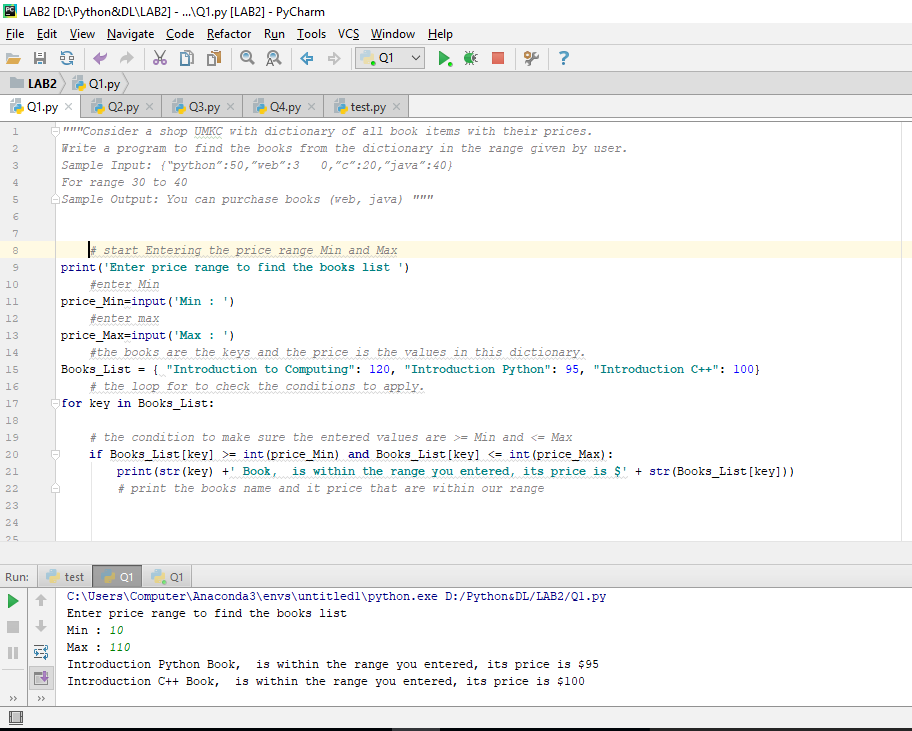 LAB2 [D:\Python&DL\LAB2] - ...\Q1.py [LAB2] - PyCharm
File Edit View Navigate Code Refactor Run Tools VCS Window Help
Q1
LAB2 Q1.py
Q1.py Q2.py Q3.py Q4.py test.py
1 """Consider a shop UMKC with dictionary of all book items with their prices.
2 Write a program to find the books from the dictionary in the range given by user.
3 Sample Input: {“python”:50,”web”:3   0,”c”:20,”java”:40}
4 For range 30 to 40
5 Sample Output: You can purchase books (web, java) """
6
7
8 # start Entering the price range Min and Max
9 print('Enter price range to find the books list ')
10 #enter Min
11 price_Min=input('Min : ')
12 #enter max
13 price_Max=input('Max : ')
14 #the books are the keys and the price is the values in this dictionary.
15 Books_List = { "Introduction to Computing": 120, "Introduction Python": 95, "Introduction C++": 100}
16 # the loop for to check the conditions to apply.
17 for key in Books_List:
18
19 # the condition to make sure the entered values are >= Min and <= Max
20 if Books_List[key] >= int(price_Min) and Books_List[key] <= int(price_Max):
21 print(str(key) +' Book,  is within the range you entered, its price is $' + str(Books_List[key]))
22 # print the books name and it price that are within our range
23
24
25
Run: test Q1 Q1
C:\Users\Computer\Anaconda3\envs\untitled1\python.exe D:/Python&DL/LAB2/Q1.py
Enter price range to find the books list
Min : 10
Max : 110
Introduction Python Book,  is within the range you entered, its price is $95
Introduction C++ Book,  is within the range you entered, its price is $100